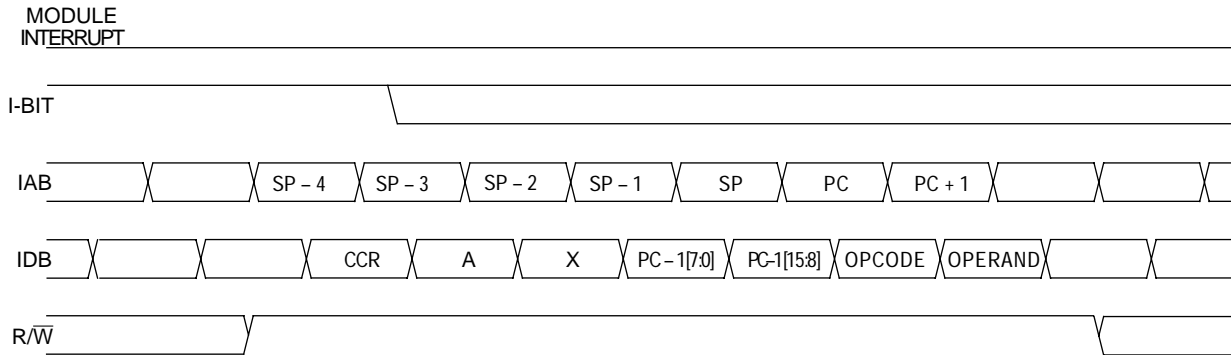 MODULE
INTERRUPT
I-BIT
IAB SP – 4 SP – 3 SP – 2 SP – 1 SP PC PC + 1
IDB CCR A X PC – 1[7:0] PC–1[15:8] OPCODE OPERAND
R/W̅